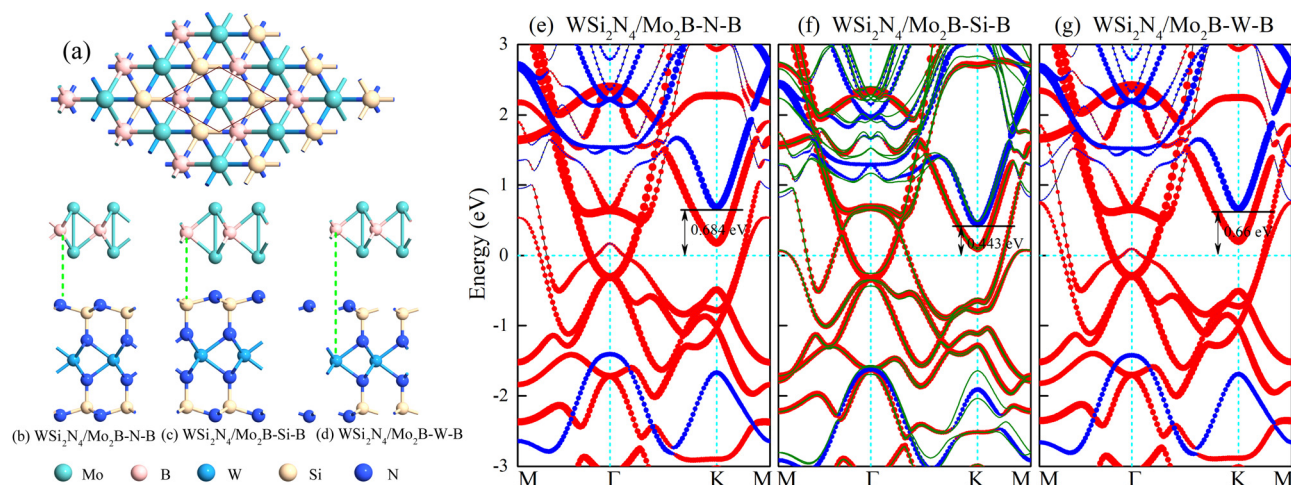 (a)
(b) WSi₂N₄/Mo₂B-N-B (c) WSi₂N₄/Mo₂B-Si-B (d) WSi₂N₄/Mo₂B-W-B
Mo B W Si N
(e) WSi₂N₄/Mo₂B-N-B (f) WSi₂N₄/Mo₂B-Si-B (g) WSi₂N₄/Mo₂B-W-B
Energy (eV)
3
2
1
0
-1
-2
-3
0.684 eV
0.443 eV
0.66 eV
M Γ K M Γ K M Γ K M